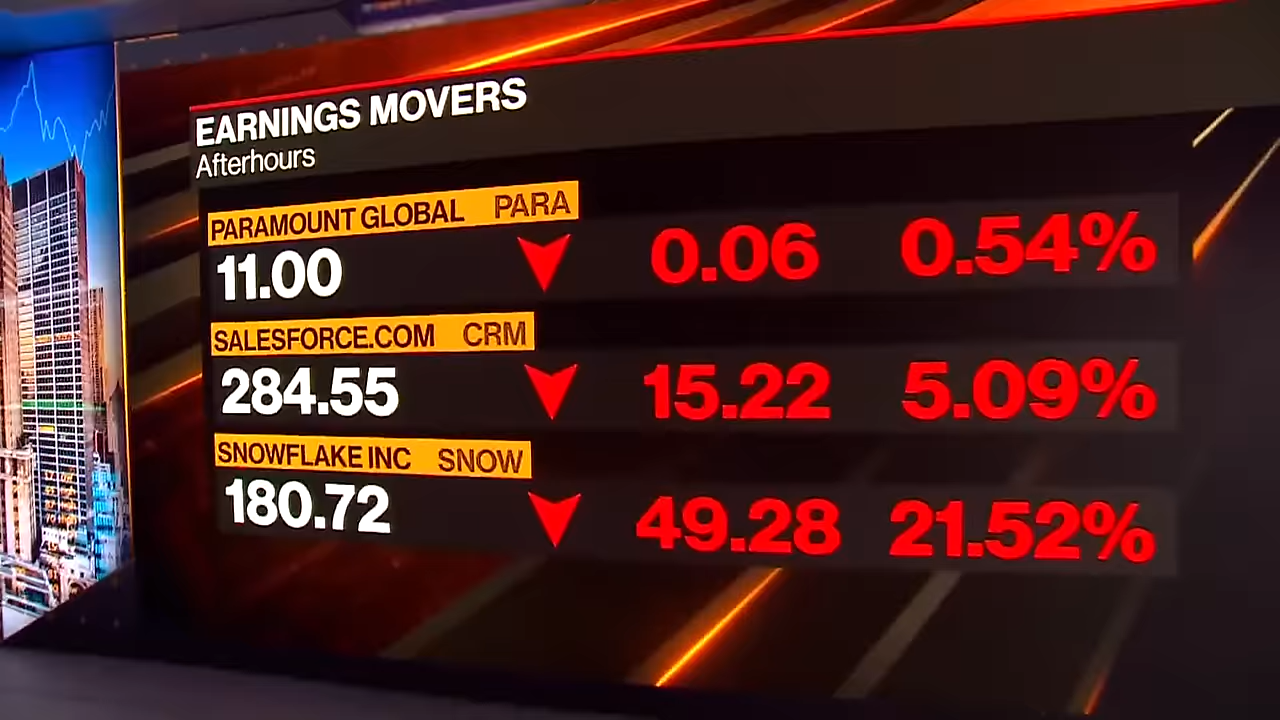 EARNINGS MOVERS
Afterhours
PARAMOUNT GLOBAL PARA
11.00 0.06 0.54%
SALESFORCE.COM CRM
284.55 15.22 5.09%
SNOWFLAKE INC SNOW
180.72 49.28 21.52%